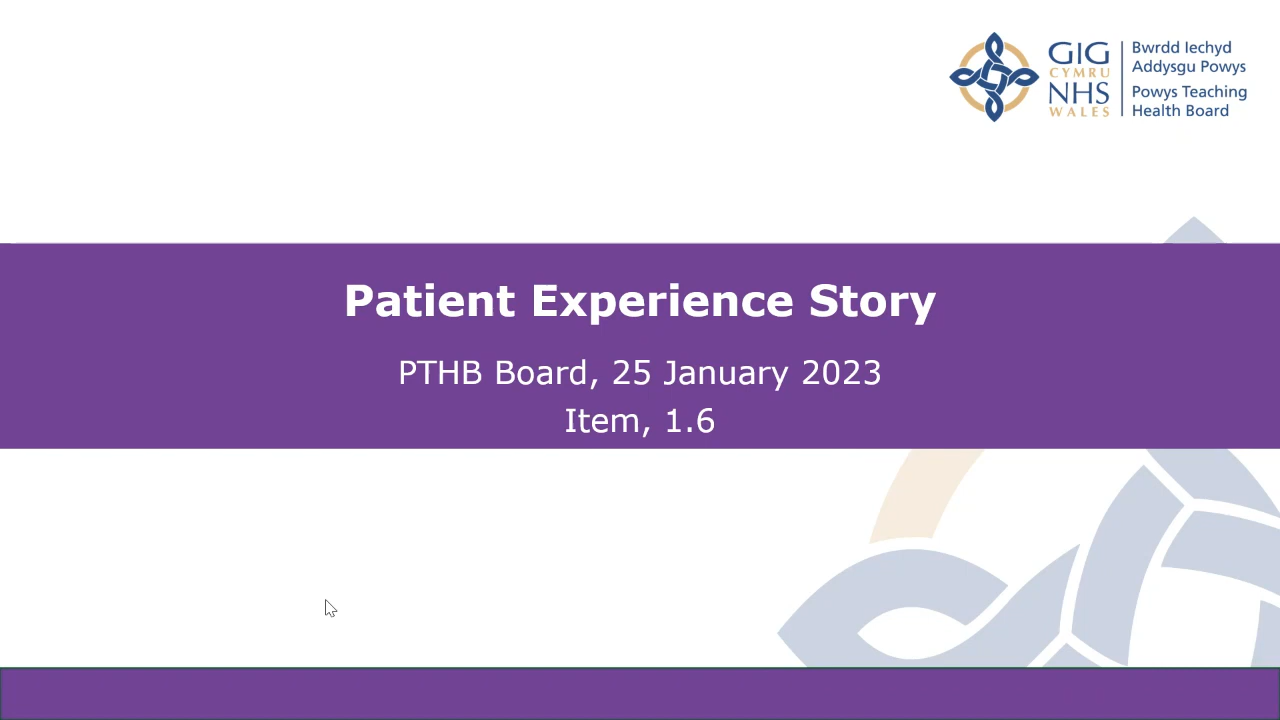 GIG
CYMRU
NHS
WALES
Bwrdd Iechyd
Addysgu Powys
Powys Teaching
Health Board
Patient Experience Story
PTHB Board, 25 January 2023
Item, 1.6